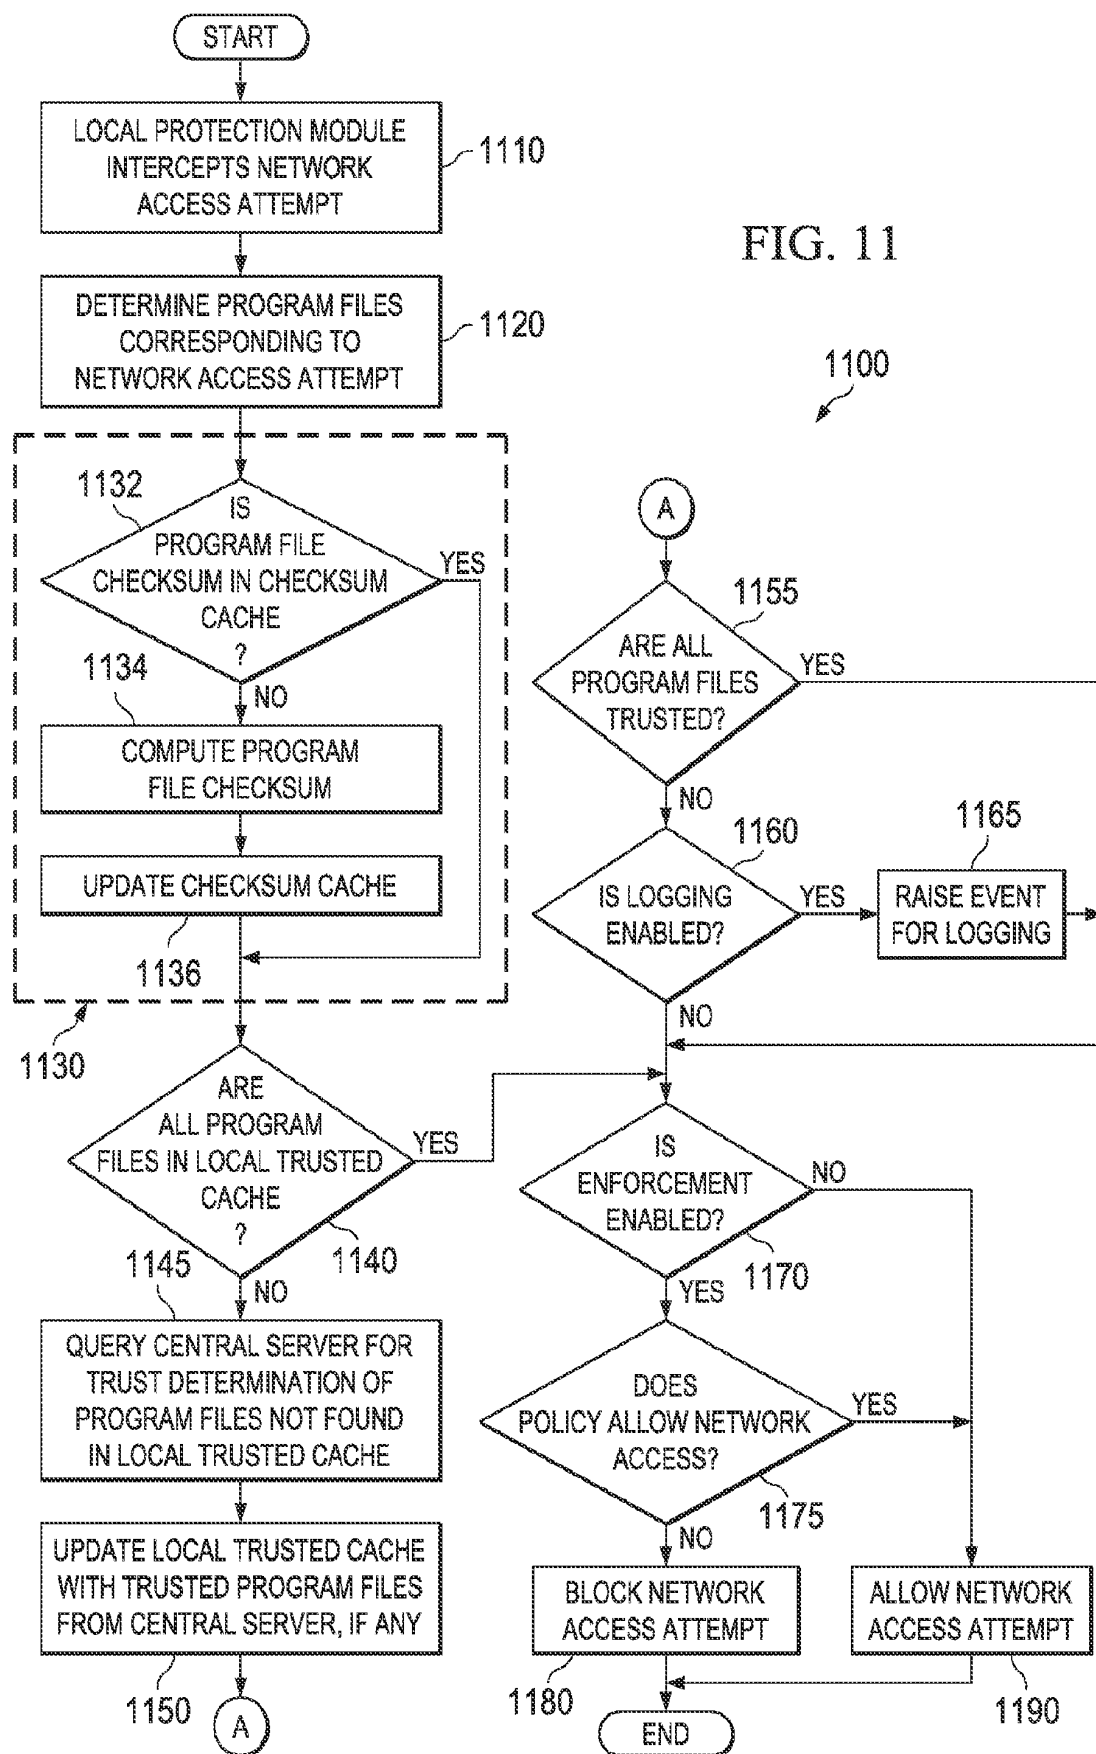 START
LOCAL PROTECTION MODULE
INTERCEPTS NETWORK
ACCESS ATTEMPT
1110
DETERMINE PROGRAM FILES
CORRESPONDING TO
NETWORK ACCESS ATTEMPT
1120
1132
IS
PROGRAM FILE
CHECKSUM IN CHECKSUM
CACHE
?
YES
1134
NO
COMPUTE PROGRAM
FILE CHECKSUM
UPDATE CHECKSUM CACHE
1136
1130
ARE
ALL PROGRAM
FILES IN LOCAL TRUSTED
CACHE
?
YES
1140
1145
NO
QUERY CENTRAL SERVER FOR
TRUST DETERMINATION OF
PROGRAM FILES NOT FOUND
IN LOCAL TRUSTED CACHE
UPDATE LOCAL TRUSTED CACHE
WITH TRUSTED PROGRAM FILES
FROM CENTRAL SERVER, IF ANY
1150
A
FIG. 11
1100
A
1155
ARE ALL
PROGRAM FILES
TRUSTED?
YES
NO
1160
IS LOGGING
ENABLED?
YES
1165
RAISE EVENT
FOR LOGGING
NO
IS
ENFORCEMENT
ENABLED?
NO
1170
YES
DOES
POLICY ALLOW NETWORK
ACCESS?
YES
1175
NO
BLOCK NETWORK
ACCESS ATTEMPT
1180
ALLOW NETWORK
ACCESS ATTEMPT
1190
END